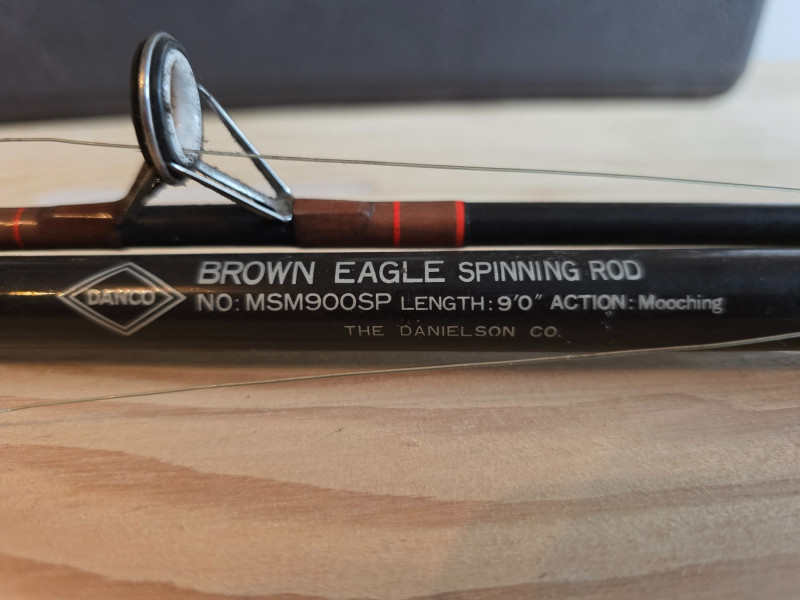 DANCO
BROWN EAGLE SPINNING ROD
NO: MSM900SP LENGTH: 9'0" ACTION: Mooching
THE DANIELSON CO.